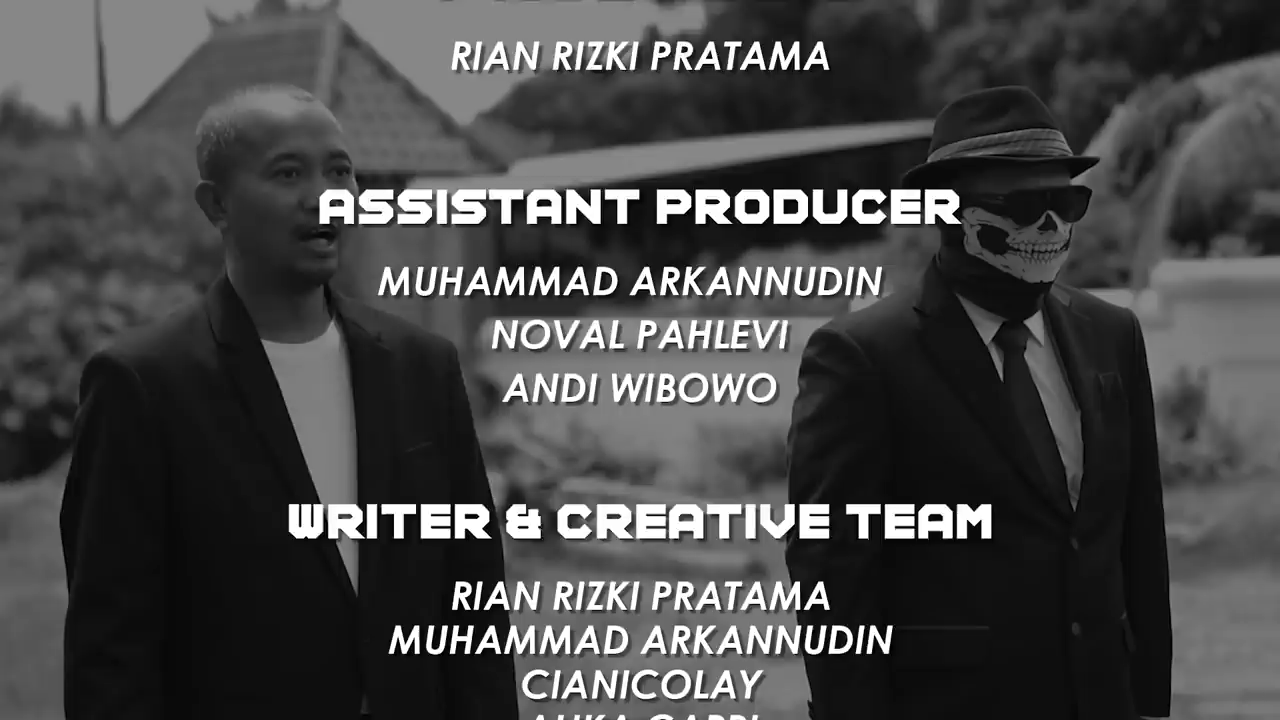 RIAN RIZKI PRATAMA
ASSISTANT PRODUCER
MUHAMMAD ARKANNUDIN
NOVAL PAHLEVI
ANDI WIBOWO
WRITER & CREATIVE TEAM
RIAN RIZKI PRATAMA
MUHAMMAD ARKANNUDIN
CIANICOLAY